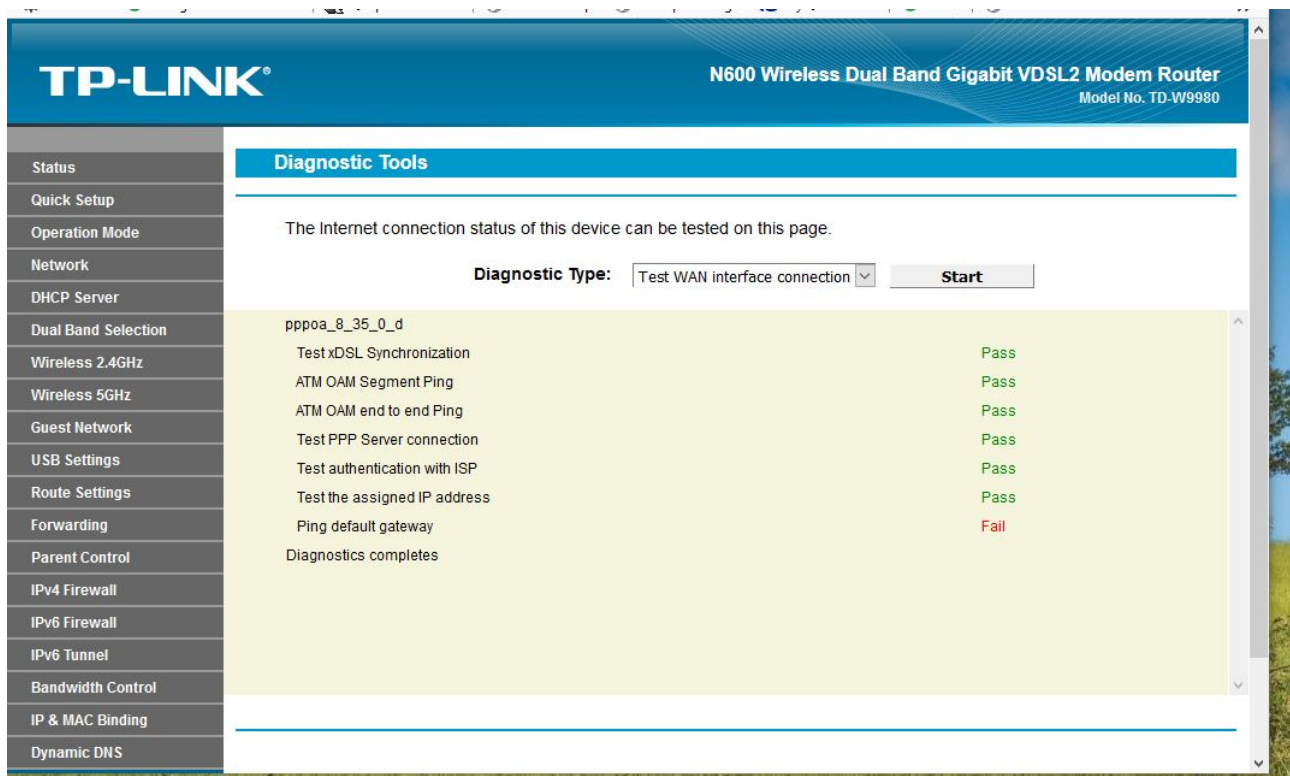 TP-LINK®
N600 Wireless Dual Band Gigabit VDSL2 Modem Router
Model No. TD-W9980
Status
Quick Setup
Operation Mode
Network
DHCP Server
Dual Band Selection
Wireless 2.4GHz
Wireless 5GHz
Guest Network
USB Settings
Route Settings
Forwarding
Parent Control
IPv4 Firewall
IPv6 Firewall
IPv6 Tunnel
Bandwidth Control
IP & MAC Binding
Dynamic DNS
Diagnostic Tools
The Internet connection status of this device can be tested on this page.
Diagnostic Type: Test WAN interface connection Start
pppoa_8_35_0_d
Test xDSL Synchronization Pass
ATM OAM Segment Ping Pass
ATM OAM end to end Ping Pass
Test PPP Server connection Pass
Test authentication with ISP Pass
Test the assigned IP address Pass
Ping default gateway Fail
Diagnostics completes